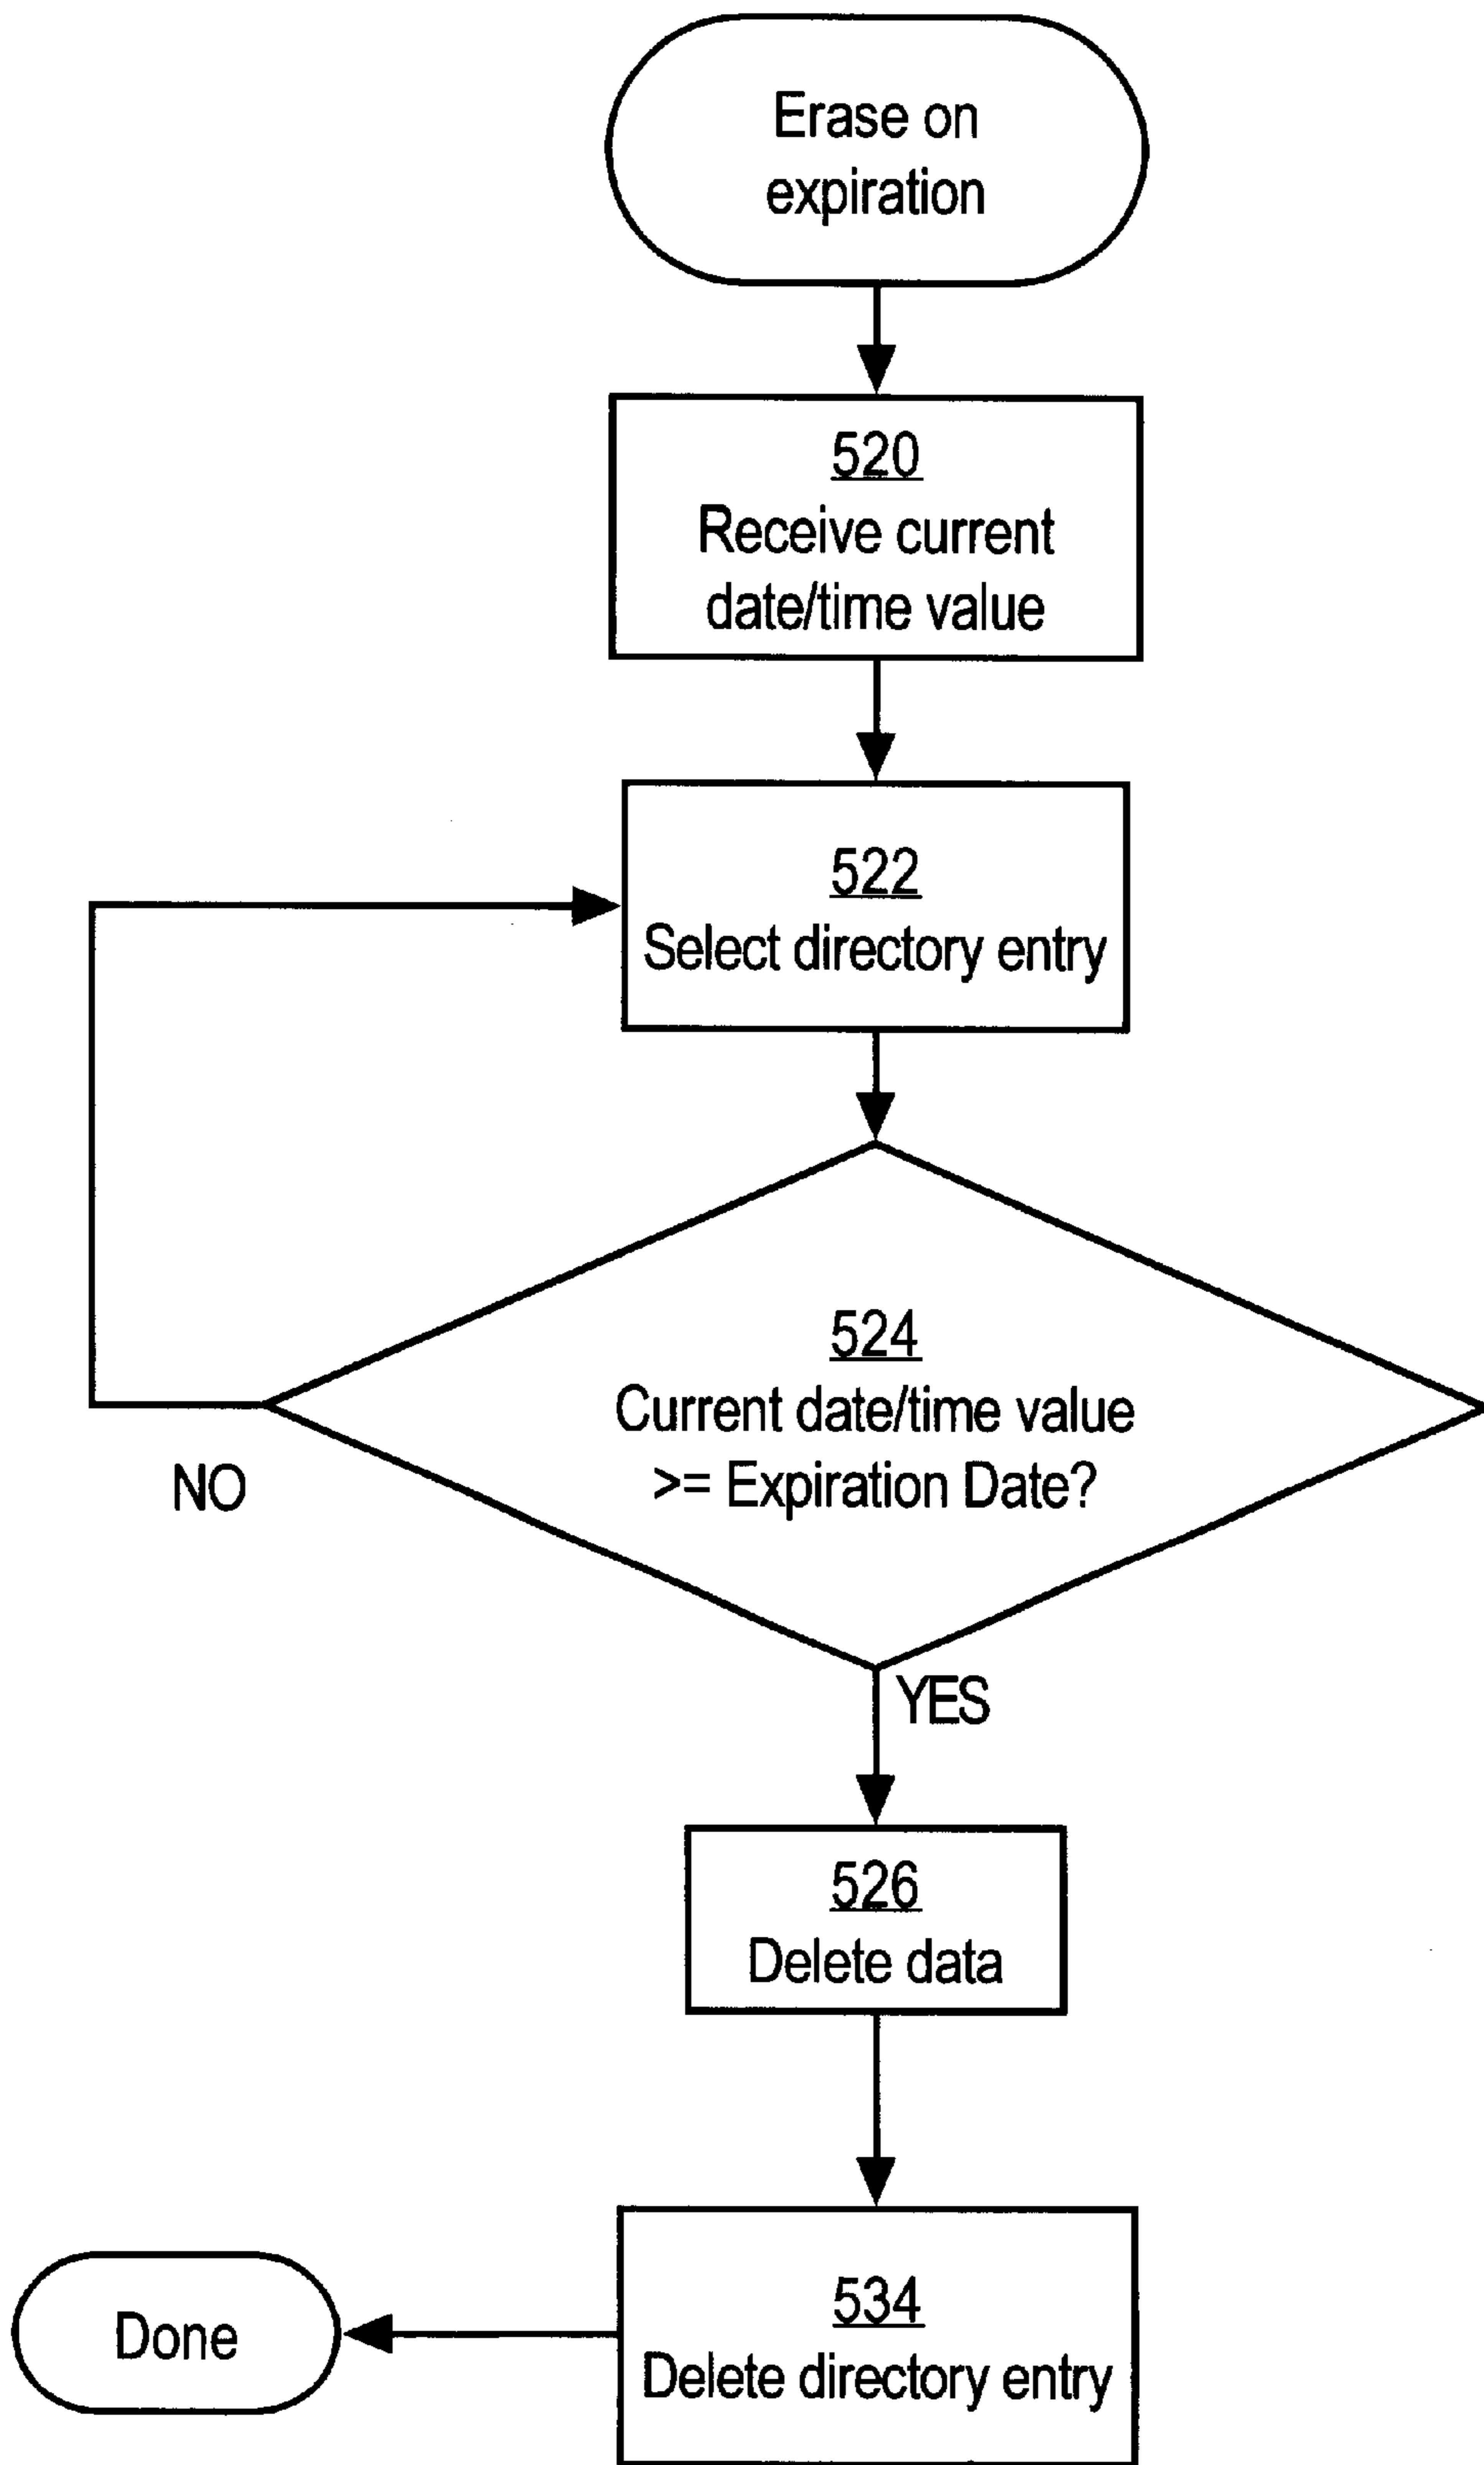 Erase on
expiration
520
Receive current
date/time value
522
Select directory entry
524
Current date/time value
>= Expiration Date?
NO
YES
526
Delete data
534
Delete directory entry
Done